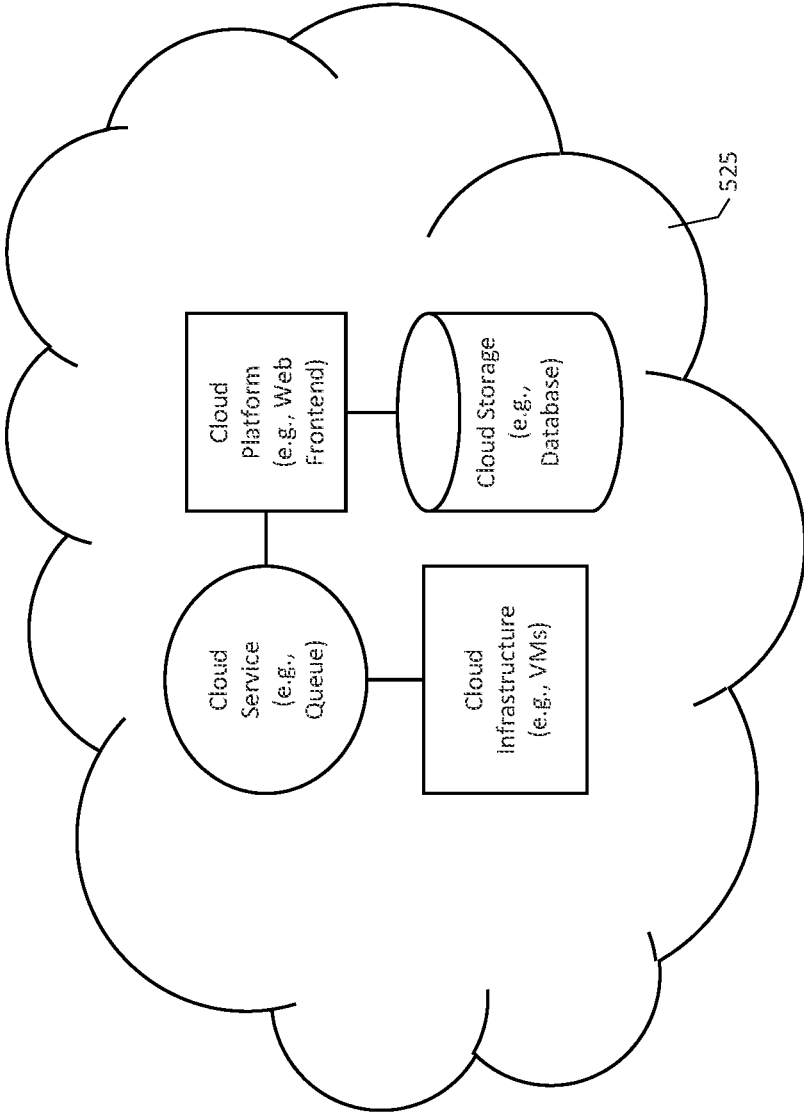 Cloud
Service
(e.g.,
Queue)
Cloud
Platform
(e.g., Web
Frontend)
Cloud
Infrastructure
(e.g., VMs)
Cloud Storage
(e.g.,
Database)
525